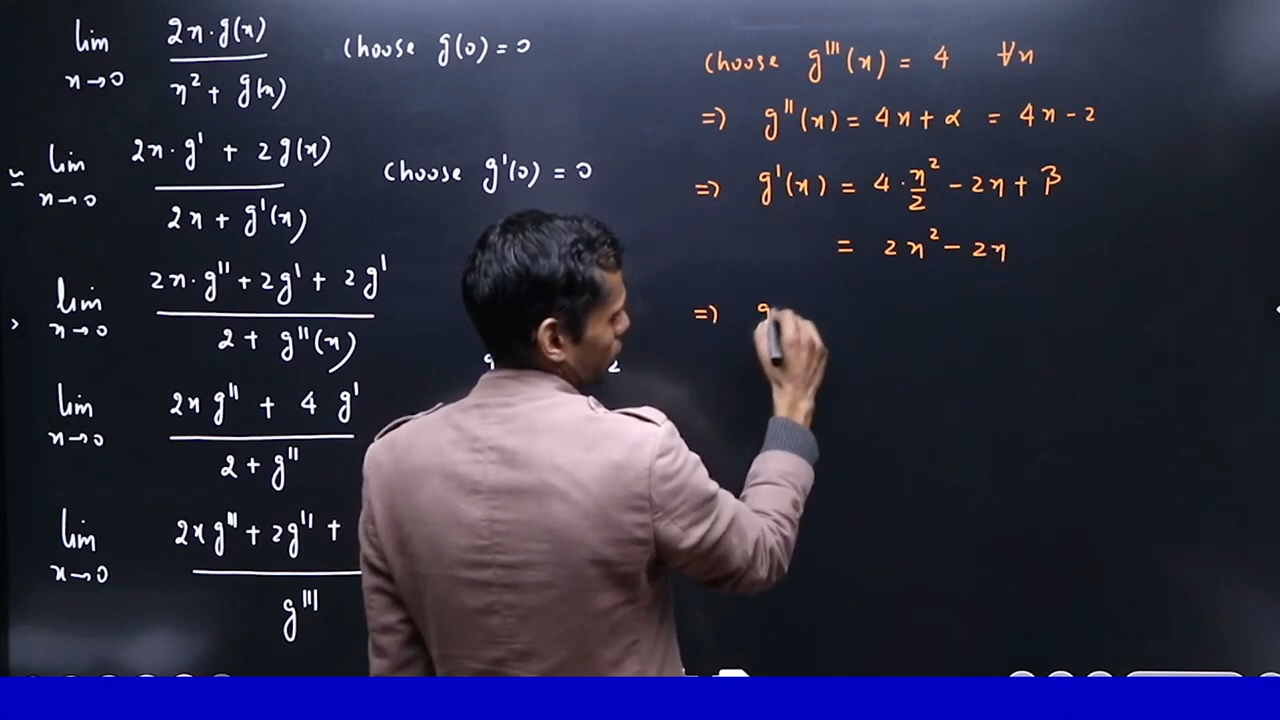 lim x→0 2x·g(x) / x² + g(x) choose g(0) = 0
≃ lim x→0 2x·g' + 2g(x) / 2x + g'(x) choose g'(0) = 0
lim x→0 2x·g'' + 2g' + 2g' / 2 + g''(x)
lim x→0 2x g'' + 4 g' / 2 + g''
lim x→0 2x g''' + 2g'' + / g'''
choose g'''(x) = 4 ∀x
=) g''(x) = 4x + α = 4x - 2
=) g'(x) = 4·x²/2 - 2x + β
= 2x² - 2x
=) g